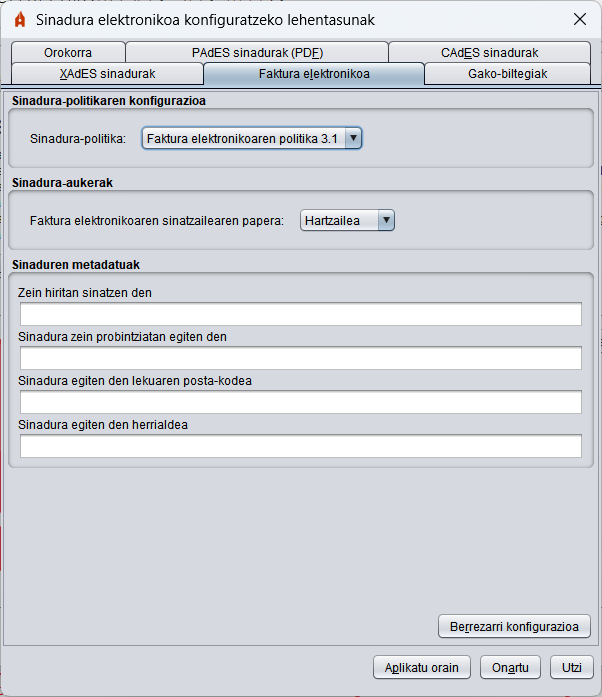 Sinadura elektronikoa konfiguratzeko lehentasunak
Orokorra
PAdES sinadurak (PDF)
CAdES sinadurak
XAdES sinadurak
Faktura elektronikoa
Gako-biltegiak
Sinadura-politikaren konfigurazioa
Sinadura-politika: Faktura elektronikoaren politika 3.1
Sinadura-aukerak
Faktura elektronikoaren sinatzailearen papera: Hartzailea
Sinaduren metadatuak
Zein hiritan sinatzen den
Sinadura zein probintziatan egiten den
Sinadura egiten den lekuaren posta-kodea
Sinadura egiten den herrialdea
Berrezarri konfigurazioa
Aplikatu orain
Onartu
Utzi